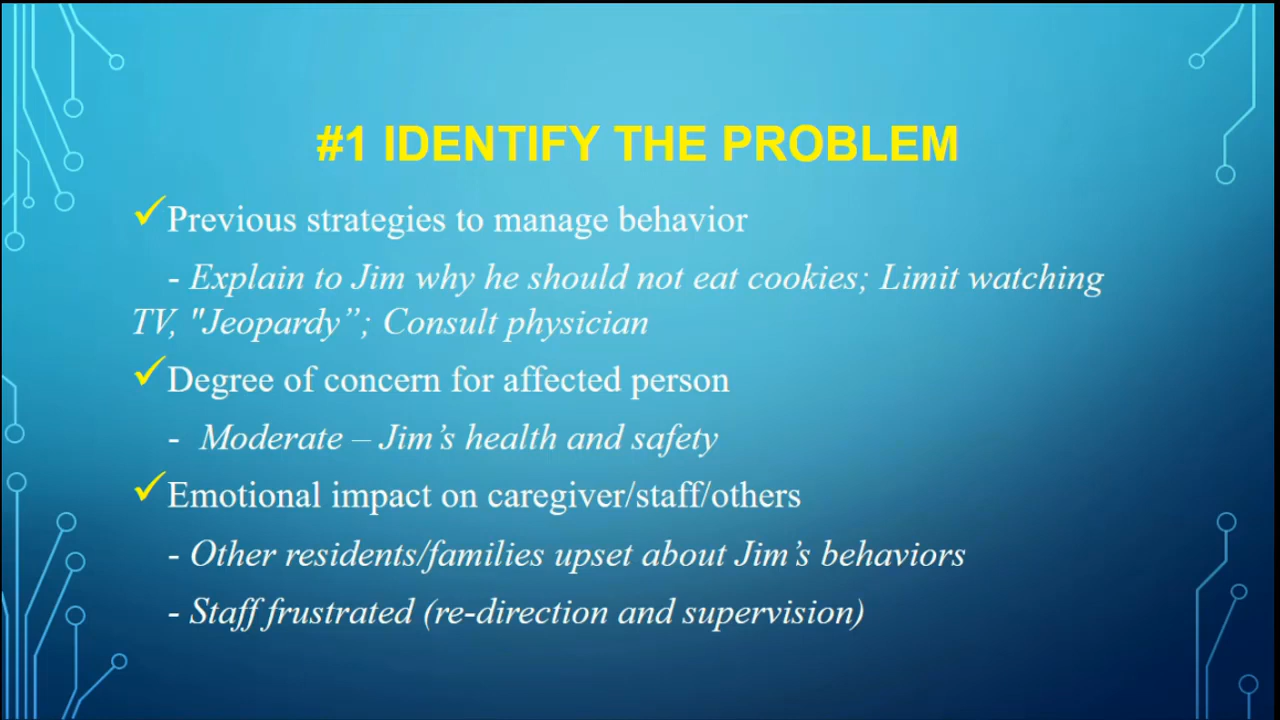 #1 IDENTIFY THE PROBLEM
✓Previous strategies to manage behavior
- Explain to Jim why he should not eat cookies; Limit watching
TV, "Jeopardy”; Consult physician
✓Degree of concern for affected person
- Moderate – Jim’s health and safety
✓Emotional impact on caregiver/staff/others
- Other residents/families upset about Jim’s behaviors
- Staff frustrated (re-direction and supervision)